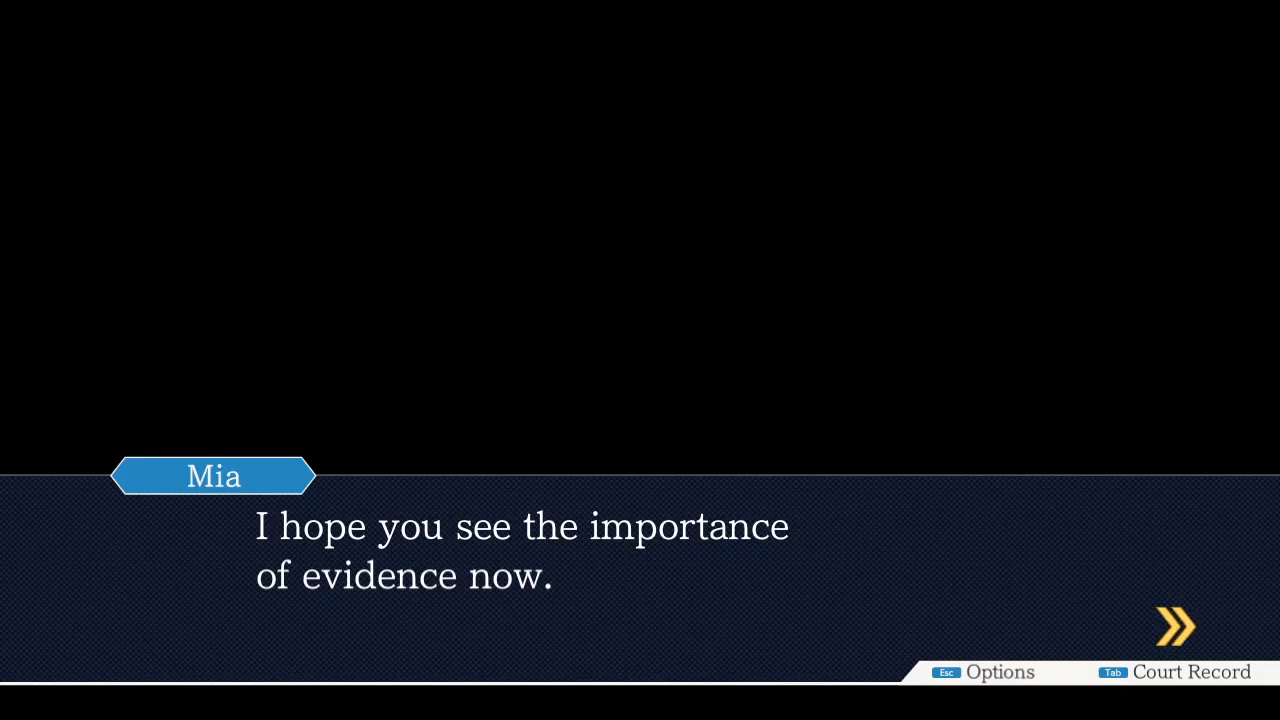 Mia
I hope you see the importance
of evidence now.
Esc Options Tab Court Record